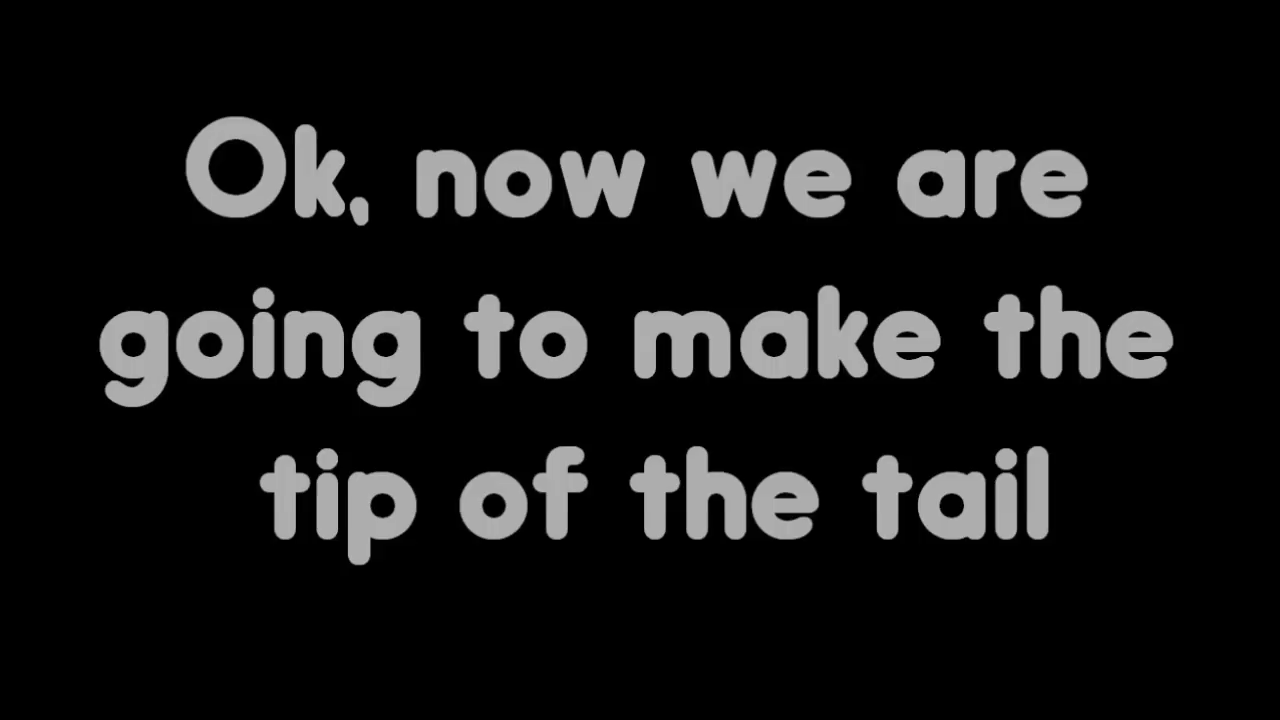 Ok, now we are
going to make the
tip of the tail